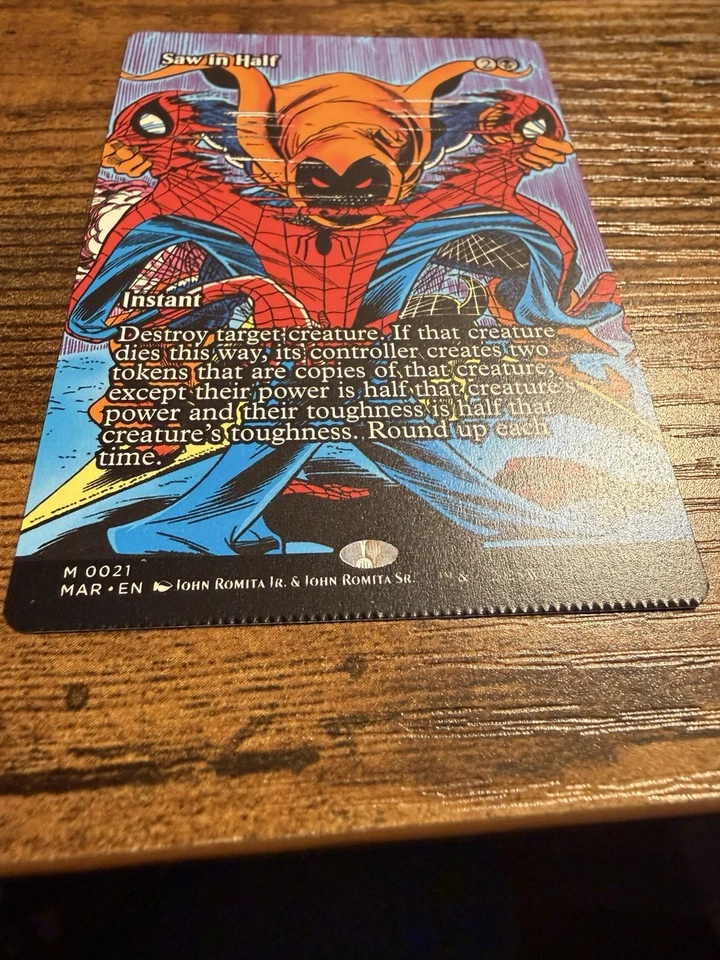 Saw in Half
2
Instant
Destroy target creature. If that creature
dies this way, its controller creates two
tokens that are copies of that creature,
except their power is half that creature's
power and their toughness is half that
creature's toughness. Round up each
time.
M 0021
MAR • EN John Romita Jr. & John Romita Sr. ™ &